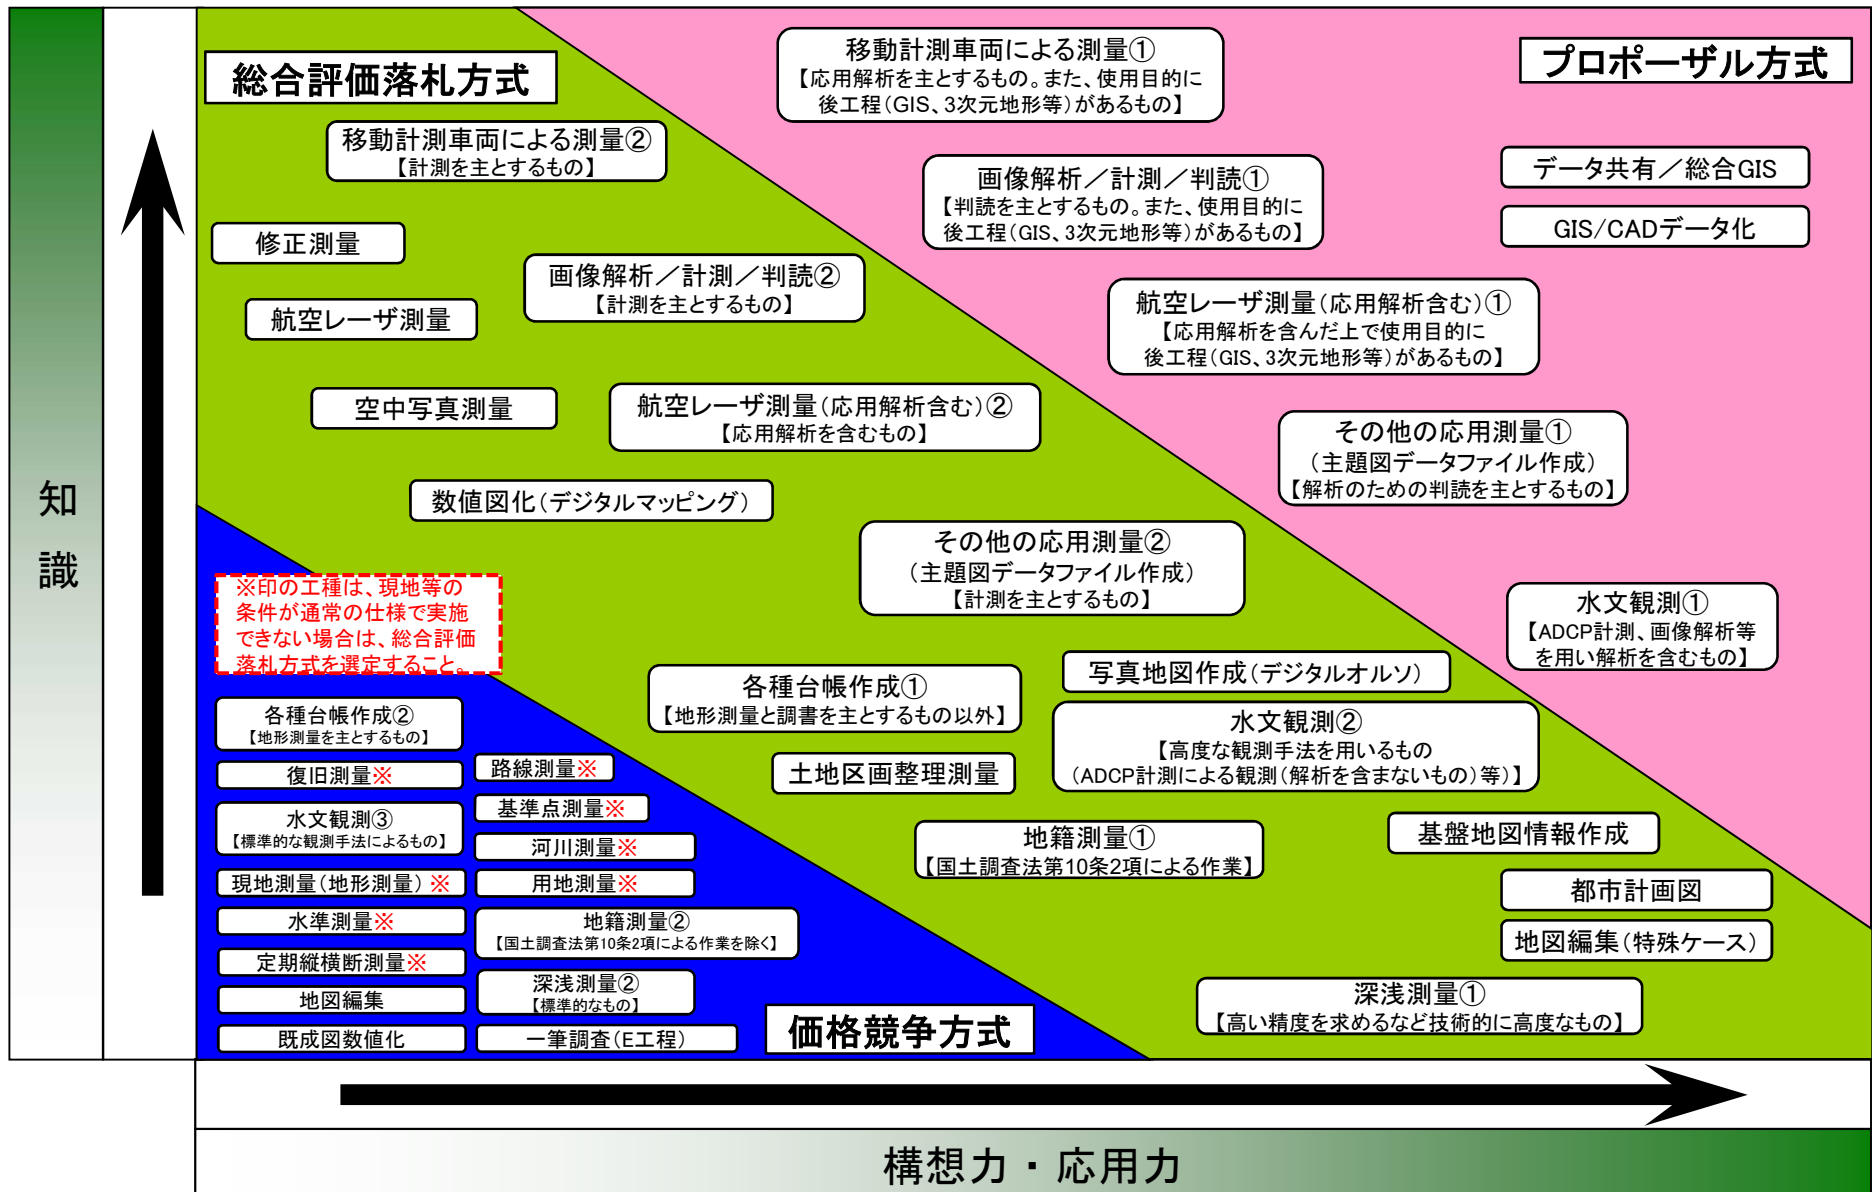 総合評価落札方式
プロポーザル方式
移動計測車両による測量①
【応用解析を主とするもの。また、使用目的に
後工程(GIS、3次元地形等)があるもの】
移動計測車両による測量②
【計測を主とするもの】
画像解析／計測／判読①
【判読を主とするもの。また、使用目的に
後工程(GIS、3次元地形等)があるもの】
データ共有／総合GIS
GIS/CADデータ化
修正測量
画像解析／計測／判読②
【計測を主とするもの】
航空レーザ測量
航空レーザ測量(応用解析含む)①
【応用解析を含んだ上で使用目的に
後工程(GIS、3次元地形等)があるもの】
空中写真測量
航空レーザ測量(応用解析含む)②
【応用解析を含むもの】
その他の応用測量①
(主題図データファイル作成)
【解析のための判読を主とするもの】
数値図化(デジタルマッピング)
その他の応用測量②
(主題図データファイル作成)
【計測を主とするもの】
水文観測①
【ADCP計測、画像解析等
を用い解析を含むもの】
※印の工種は、現地等の
条件が通常の仕様で実施
できない場合は、総合評価
落札方式を選定すること。
各種台帳作成①
【地形測量と調書を主とするもの以外】
写真地図作成(デジタルオルソ)
水文観測②
【高度な観測手法を用いるもの
(ADCP計測による観測(解析を含まないもの)等)】
土地区画整理測量
地籍測量①
【国土調査法第10条2項による作業】
基盤地図情報作成
都市計画図
地図編集(特殊ケース)
深浅測量①
【高い精度を求めるなど技術的に高度なもの】
各種台帳作成②
【地形測量を主とするもの】
復旧測量※
水文観測③
【標準的な観測手法によるもの】
現地測量(地形測量)※
水準測量※
定期縦横断測量※
地図編集
既成図数値化
路線測量※
基準点測量※
河川測量※
用地測量※
地籍測量②
【国土調査法第10条2項による作業を除く】
深浅測量②
【標準的なもの】
一筆調査(E工程)
価格競争方式
知
識
構想力・応用力